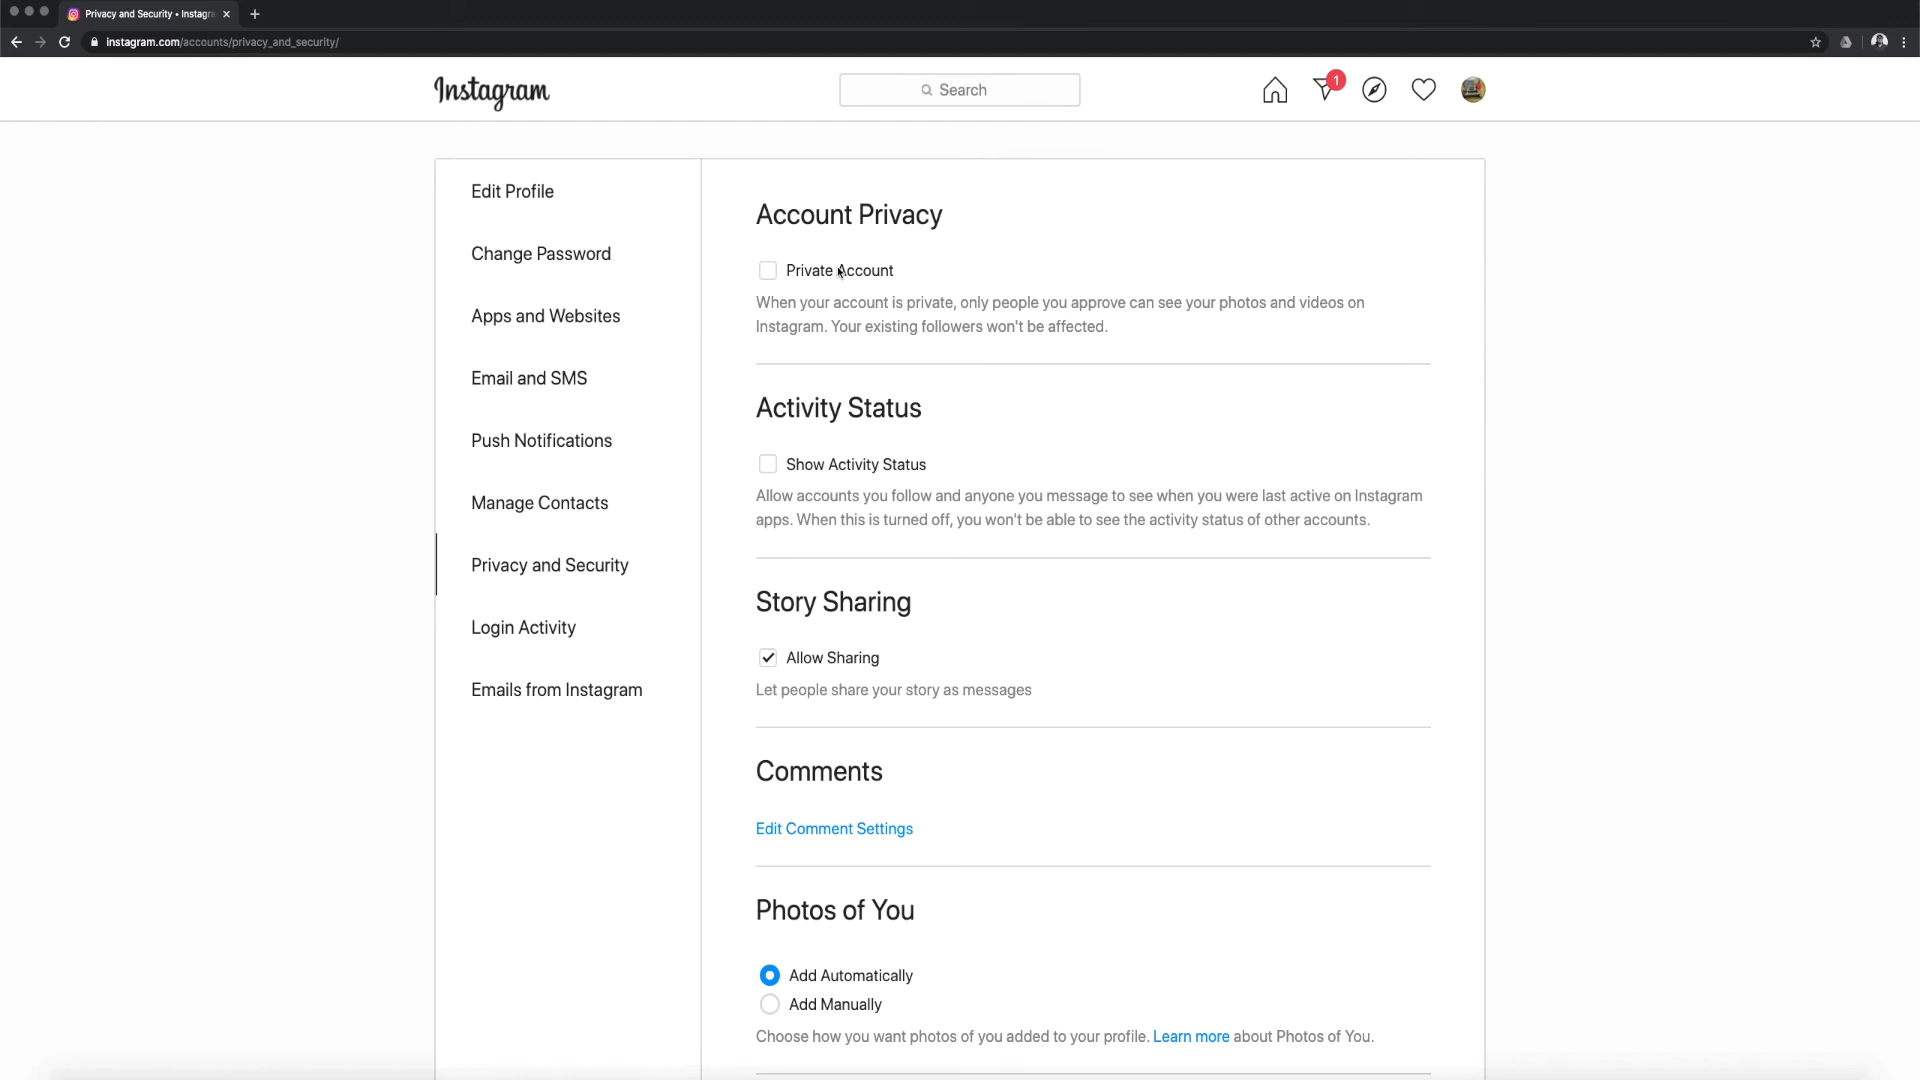 Privacy and Security • Instagr
instagram.com/accounts/privacy_and_security/
Instagram
Search
1
Edit Profile
Change Password
Apps and Websites
Email and SMS
Push Notifications
Manage Contacts
Privacy and Security
Login Activity
Emails from Instagram
Account Privacy
Private Account
When your account is private, only people you approve can see your photos and videos on
Instagram. Your existing followers won't be affected.
Activity Status
Show Activity Status
Allow accounts you follow and anyone you message to see when you were last active on Instagram
apps. When this is turned off, you won't be able to see the activity status of other accounts.
Story Sharing
Allow Sharing
Let people share your story as messages
Comments
Edit Comment Settings
Photos of You
Add Automatically
Add Manually
Choose how you want photos of you added to your profile. Learn more about Photos of You.